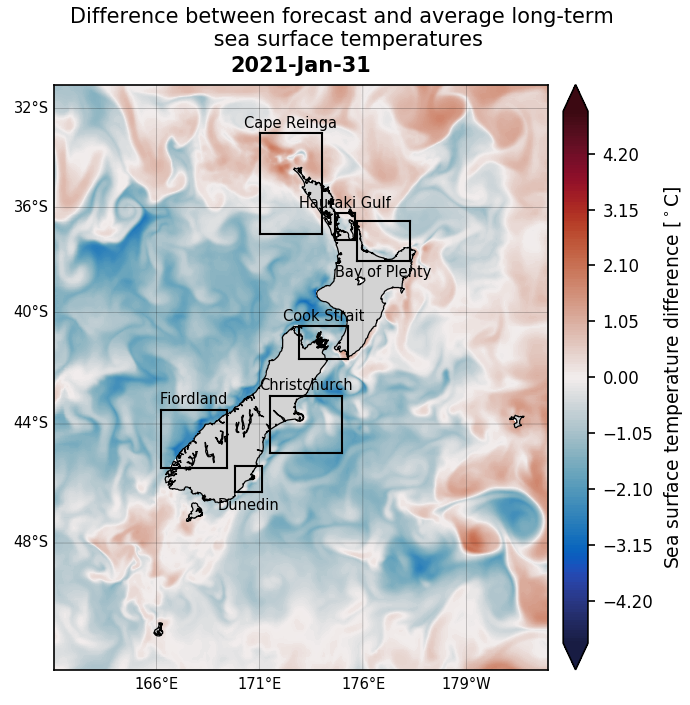 Difference between forecast and average long-term
sea surface temperatures
2021-Jan-31
32°S
36°S
40°S
44°S
48°S
Cape Reinga
Hauraki Gulf
Bay of Plenty
Cook Strait
Christchurch
Fiordland
Dunedin
166°E
171°E
176°E
179°W
4.20
3.15
2.10
1.05
0.00
−1.05
−2.10
−3.15
−4.20
Sea surface temperature difference [°C]